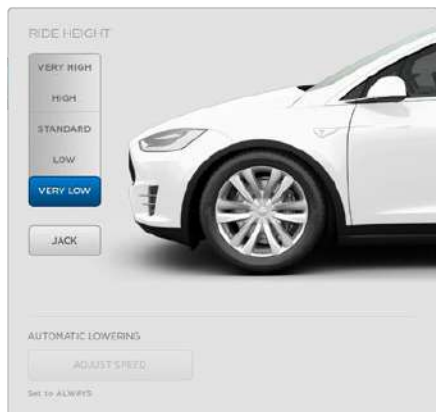 RIDE HEIGHT
VERY HIGH
HIGH
STANDARD
LOW
VERY LOW
JACK
AUTOMATIC LOWERING
ADJUST SPEED
Set to ALWAYS